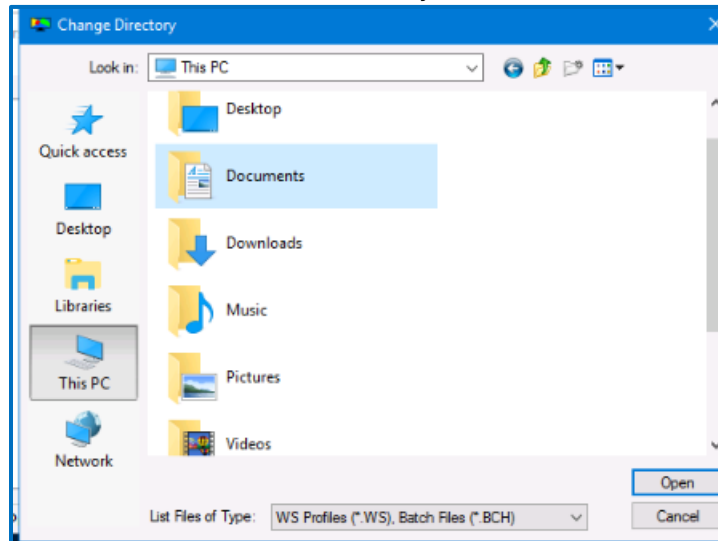 Change Directory
Look in:
This PC
Quick access
Desktop
Libraries
This PC
Network
Desktop
Documents
Downloads
Music
Pictures
Videos
Open
List Files of Type:
WS Profiles (*.WS), Batch Files (*.BCH)
Cancel